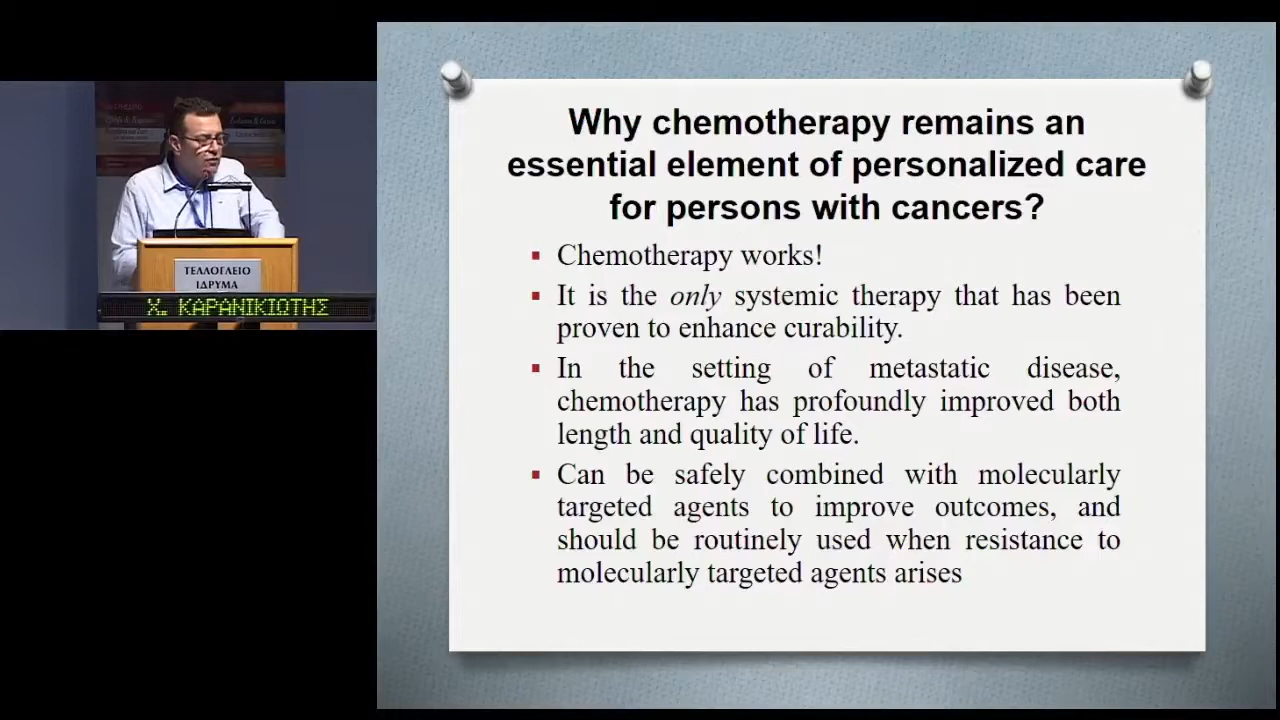 Why chemotherapy remains an
essential element of personalized care
for persons with cancers?
▪ Chemotherapy works!
▪ It is the only systemic therapy that has been
proven to enhance curability.
▪ In the setting of metastatic disease,
chemotherapy has profoundly improved both
length and quality of life.
▪ Can be safely combined with molecularly
targeted agents to improve outcomes, and
should be routinely used when resistance to
molecularly targeted agents arises
ΤΕΛΛΟΓΛΕΙΟ
ΙΔΡΥΜΑ
Χ. ΚΑΡΑΝΙΚΙΩΤΗΣ